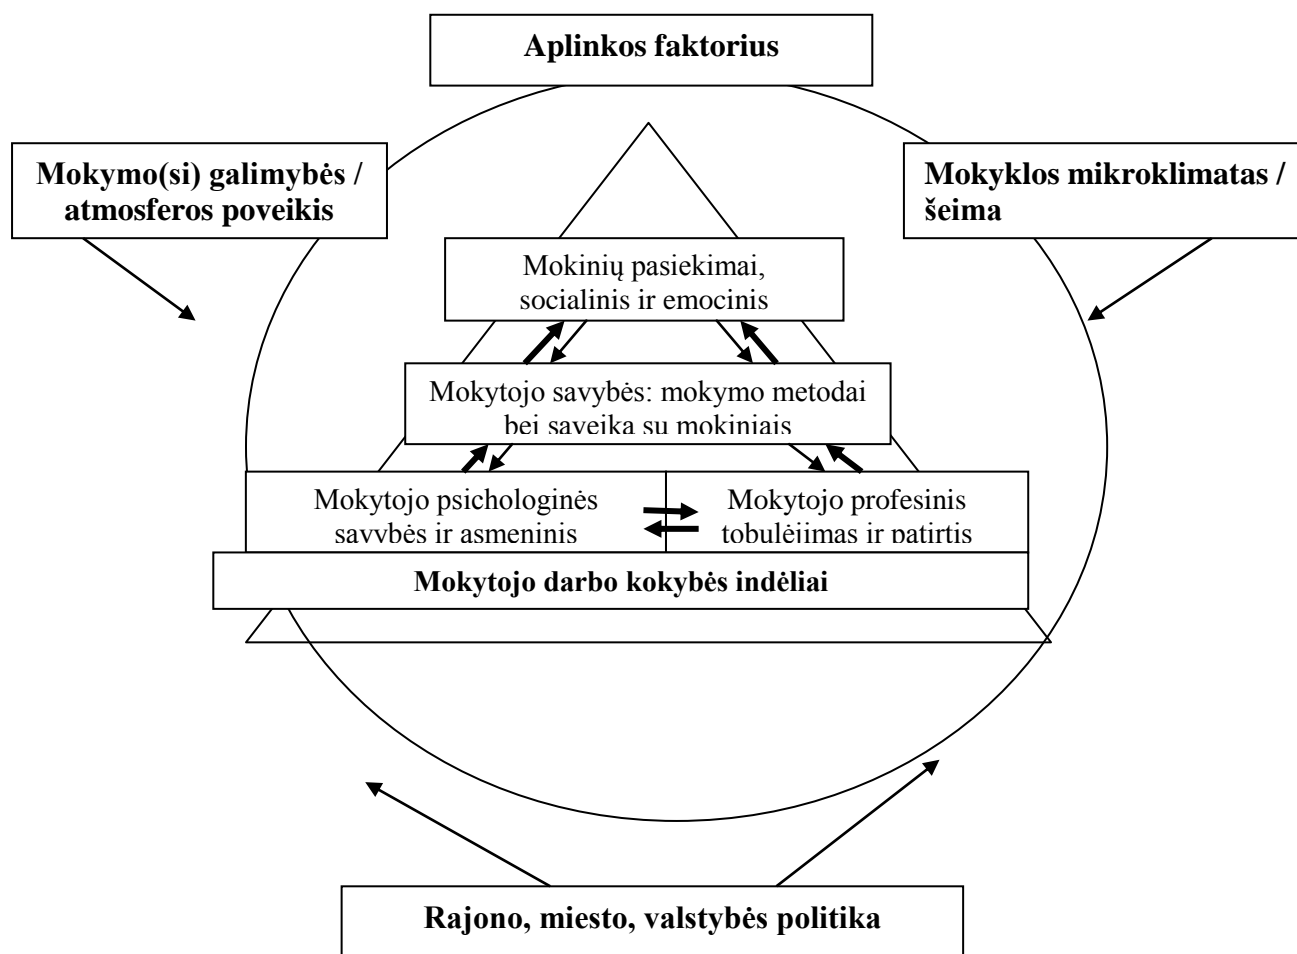 Aplinkos faktorius
Mokymo(si) galimybės /
atmosferos poveikis
Mokyklos mikroklimatas /
šeima
Mokinių pasiekimai,
socialinis ir emocinis
Mokytojo savybės: mokymo metodai
bei sąveika su mokiniais
Mokytojo psichologinės
savybės ir asmeninis
Mokytojo profesinis
tobulėjimas ir patirtis
Mokytojo darbo kokybės indėliai
Rajono, miesto, valstybės politika